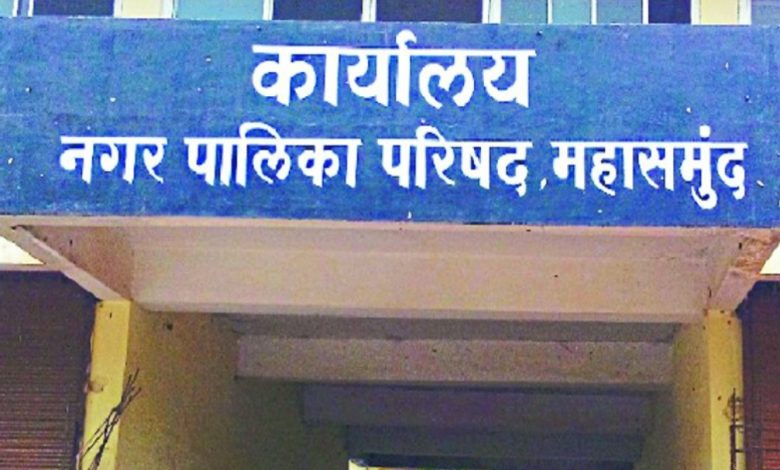 कार्यालय
नगर पालिका परिषद, महासमुंद